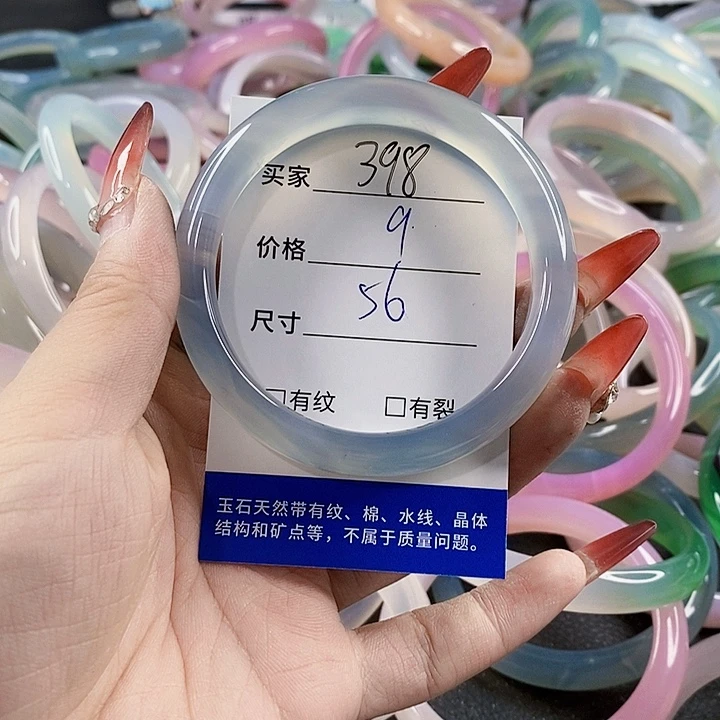 买家 398
价格 9
尺寸 56
□有纹 □有裂
玉石天然带有纹、棉、水线、晶体
结构和矿点等，不属于质量问题。